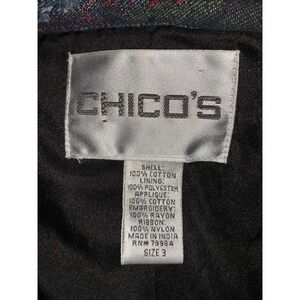 CHICO'S
SHELL:
100% COTTON
LINING:
100% POLYESTER
APPLIQUE:
100% COTTON
EMBROIDERY:
100% RAYON
RIBBON:
100% NYLON
MADE IN INDIA
RN# 79984
SIZE 3